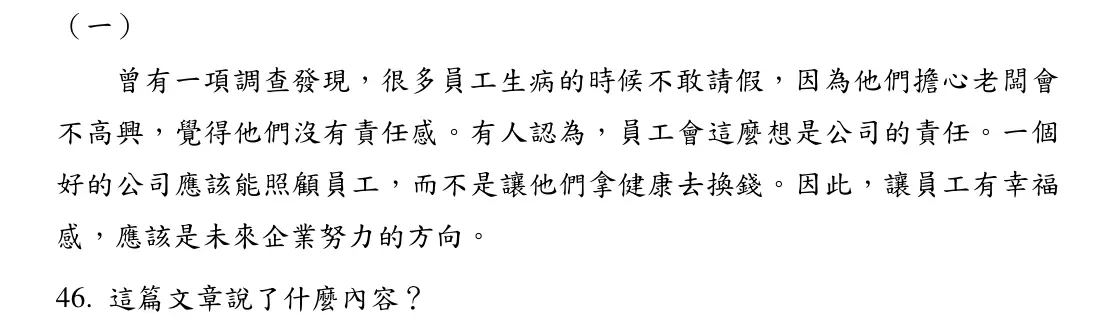 （一）
曾有一項調查發現，很多員工生病的時候不敢請假，因為他們擔心老闆會
不高興，覺得他們沒有責任感。有人認為，員工會這麼想是公司的責任。一個
好的公司應該能照顧員工，而不是讓他們拿健康去換錢。因此，讓員工有幸福
感，應該是未來企業努力的方向。
46. 這篇文章說了什麼內容？